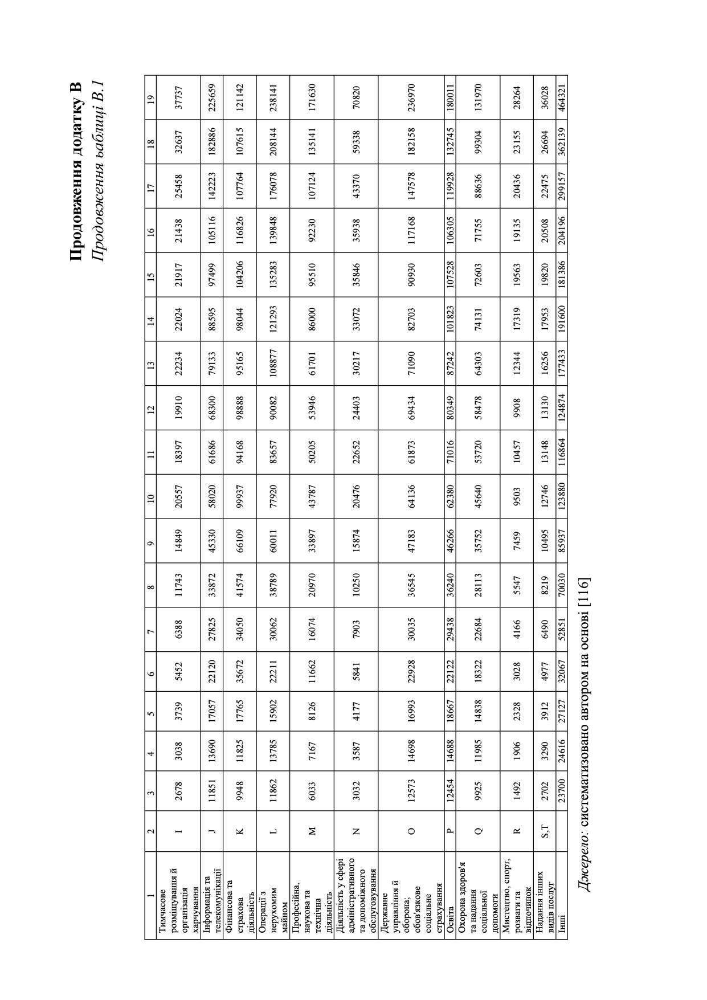 Продовження додатку В
Продовження ьаблиці В.1
1 2 3 4 5 6 7 8 9 10 11 12 13 14 15 16 17 18 19
Тимчасове
розміщування й
організація
харчування
I 2678 3038 3739 5452 6388 11743 14849 20557 18397 19910 22234 22024 21917 21438 25458 32637 37737
Інформація та
телекомунікації
J 11851 13690 17057 22120 27825 33872 45330 58020 61686 68300 79133 88595 97499 105116 142223 182886 225659
Фінансова та
страхова
діяльність
K 9948 11825 17765 35672 34050 41574 66109 99937 94168 98888 95165 98044 104206 116826 107764 107615 121142
Операції з
нерухомим
майном
L 11862 13785 15902 22211 30062 38789 60011 77920 83657 90082 108877 121293 135283 139848 176078 208144 238141
Професійна,
наукова та
технічна
діяльність
M 6033 7167 8126 11662 16074 20970 33897 43787 50205 53946 61701 86000 95510 92230 107124 135141 171630
Діяльність у сфері
адміністративного
та допоміжного
обслуговування
N 3032 3587 4177 5841 7903 10250 15874 20476 22652 24403 30217 33072 35846 35938 43370 59338 70820
Державне
управління й
оборона;
обов'язкове
соціальне
страхування
O 12573 14698 16993 22928 30035 36545 47183 64136 61873 69434 71090 82703 90930 117168 147578 182158 236970
Освіта P 12454 14688 18667 22122 29438 36240 46266 62380 71016 80349 87242 101823 107528 106305 119928 132745 180011
Охорона здоров'я
та надання
соціальної
допомоги
Q 9925 11985 14838 18322 22684 28113 35752 45640 53720 58478 64303 74131 72603 71755 88636 99304 131970
Мистецтво, спорт,
розваги та
відпочинок
R 1492 1906 2328 3028 4166 5547 7459 9503 10457 9908 12344 17319 19563 19135 20436 23155 28264
Надання інших
видів послуг
S,T 2702 3290 3912 4977 6490 8219 10495 12746 13148 13130 16256 17953 19820 20508 22475 26694 36028
Інші 23700 24616 27127 32067 52851 70030 85937 123880 116864 124874 177433 191600 181386 204196 299157 362139 464321
Джерело: систематизовано автором на основі [116]